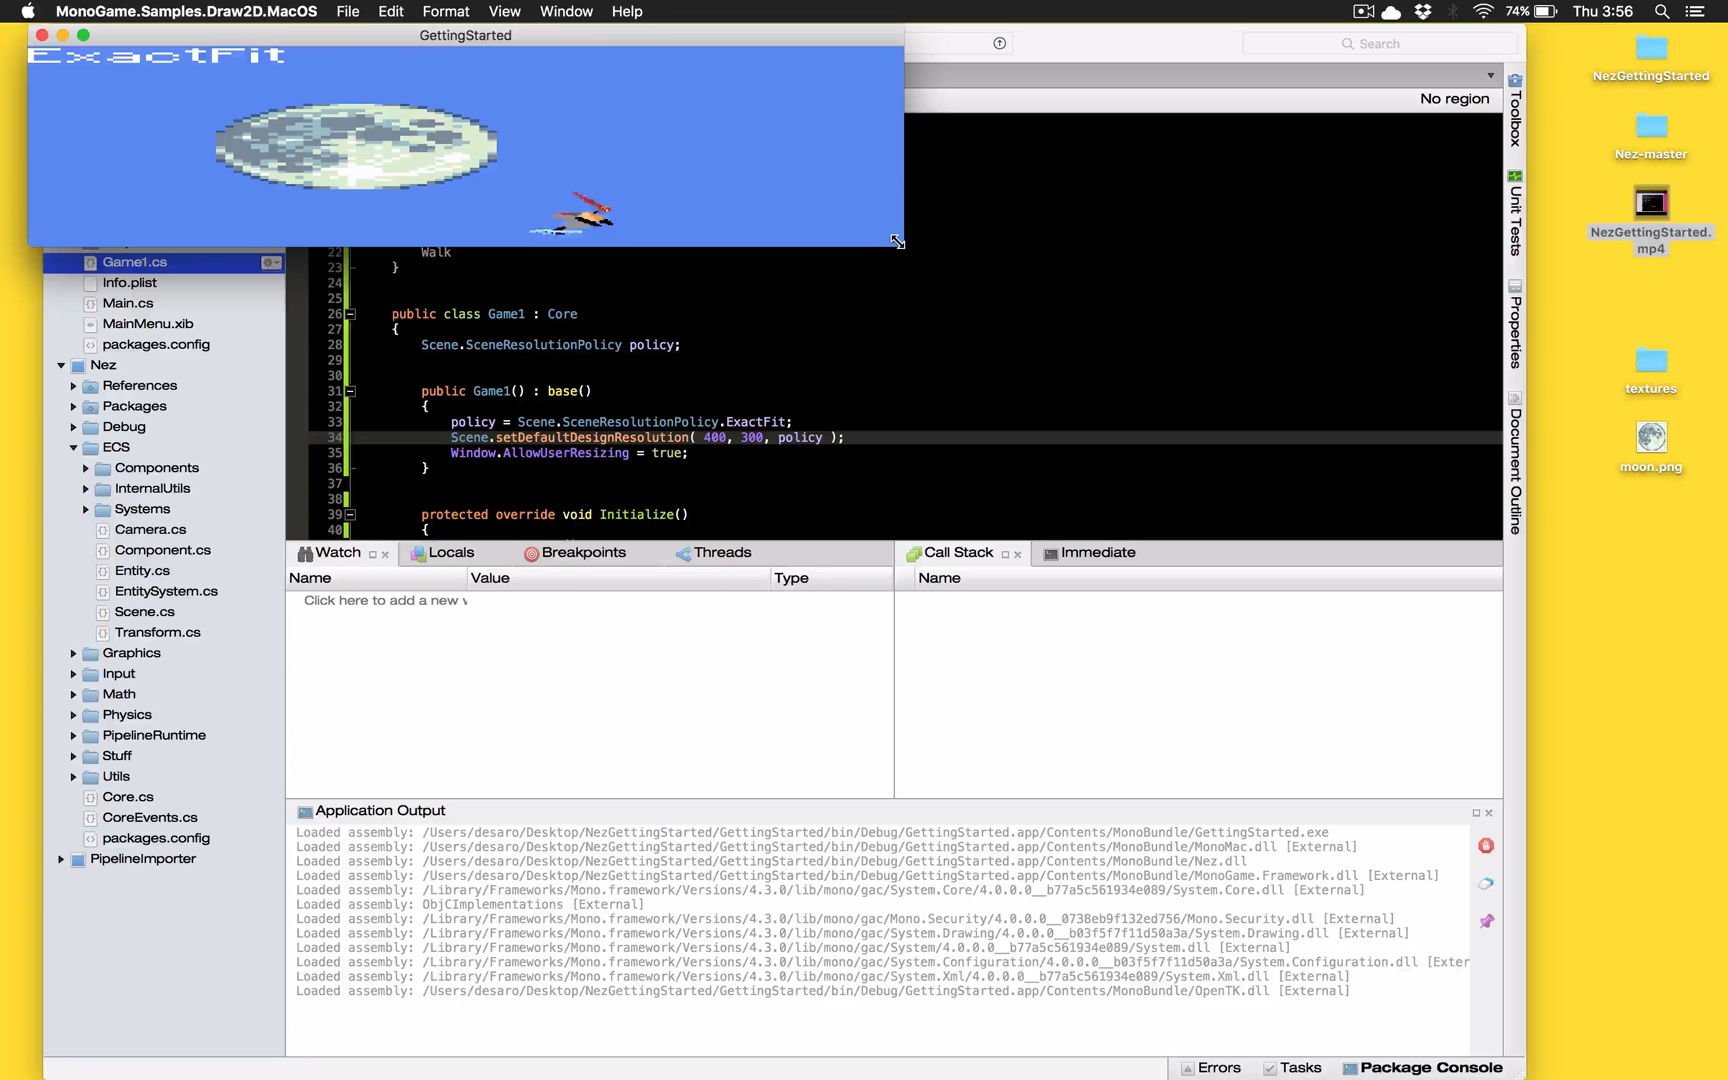 MonoGame.Samples.Draw2D.MacOS File Edit Format View Window Help 74% Thu 3:56
GettingStarted
ExactFit
Search
No region
NezGettingStarted
Nez-master
NezGettingStarted.
mp4
textures
moon.png
Toolbox
Unit Tests
Properties
Document Outline
Game1.cs
Info.plist
Main.cs
MainMenu.xib
packages.config
Nez
References
Packages
Debug
ECS
Components
InternalUtils
Systems
Camera.cs
Component.cs
Entity.cs
EntitySystem.cs
Scene.cs
Transform.cs
Graphics
Input
Math
Physics
PipelineRuntime
Stuff
Utils
Core.cs
CoreEvents.cs
packages.config
PipelineImporter
22 Walk
23 }
24
25
26 public class Game1 : Core
27 {
28 Scene.SceneResolutionPolicy policy;
29
30
31 public Game1() : base()
32 {
33 policy = Scene.SceneResolutionPolicy.ExactFit;
34 Scene.setDefaultDesignResolution( 400, 300, policy );
35 Window.AllowUserResizing = true;
36 }
37
38
39 protected override void Initialize()
40 {
Watch Locals Breakpoints Threads
Name Value Type
Click here to add a new
Call Stack Immediate
Name
Application Output
Loaded assembly: /Users/desaro/Desktop/NezGettingStarted/GettingStarted/bin/Debug/GettingStarted.app/Contents/MonoBundle/GettingStarted.exe
Loaded assembly: /Users/desaro/Desktop/NezGettingStarted/GettingStarted/bin/Debug/GettingStarted.app/Contents/MonoBundle/MonoMac.dll [External]
Loaded assembly: /Users/desaro/Desktop/NezGettingStarted/GettingStarted/bin/Debug/GettingStarted.app/Contents/MonoBundle/Nez.dll
Loaded assembly: /Users/desaro/Desktop/NezGettingStarted/GettingStarted/bin/Debug/GettingStarted.app/Contents/MonoBundle/MonoGame.Framework.dll [External]
Loaded assembly: /Library/Frameworks/Mono.framework/Versions/4.3.0/lib/mono/gac/System.Core/4.0.0.0__b77a5c561934e089/System.Core.dll [External]
Loaded assembly: ObjCImplementations [External]
Loaded assembly: /Library/Frameworks/Mono.framework/Versions/4.3.0/lib/mono/gac/Mono.Security/4.0.0.0__0738eb9f132ed756/Mono.Security.dll [External]
Loaded assembly: /Library/Frameworks/Mono.framework/Versions/4.3.0/lib/mono/gac/System.Drawing/4.0.0.0__b03f5f7f11d50a3a/System.Drawing.dll [External]
Loaded assembly: /Library/Frameworks/Mono.framework/Versions/4.3.0/lib/mono/gac/System/4.0.0.0__b77a5c561934e089/System.dll [External]
Loaded assembly: /Library/Frameworks/Mono.framework/Versions/4.3.0/lib/mono/gac/System.Configuration/4.0.0.0__b03f5f7f11d50a3a/System.Configuration.dll [Exter
Loaded assembly: /Library/Frameworks/Mono.framework/Versions/4.3.0/lib/mono/gac/System.Xml/4.0.0.0__b77a5c561934e089/System.Xml.dll [External]
Loaded assembly: /Users/desaro/Desktop/NezGettingStarted/GettingStarted/bin/Debug/GettingStarted.app/Contents/MonoBundle/OpenTK.dll [External]
Errors Tasks Package Console